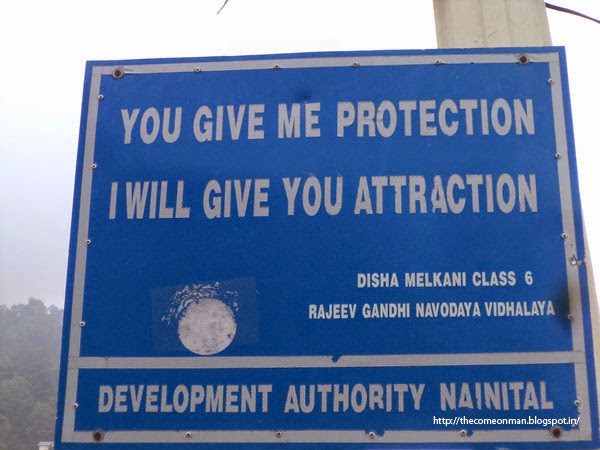 YOU GIVE ME PROTECTION
I WILL GIVE YOU ATTRACTION
DISHA MELKANI CLASS 6
RAJEEV GANDHI NAVODAYA VIDHALAYA
DEVELOPMENT AUTHORITY NAINITAL
http://thecomeonman.blogspot.in/